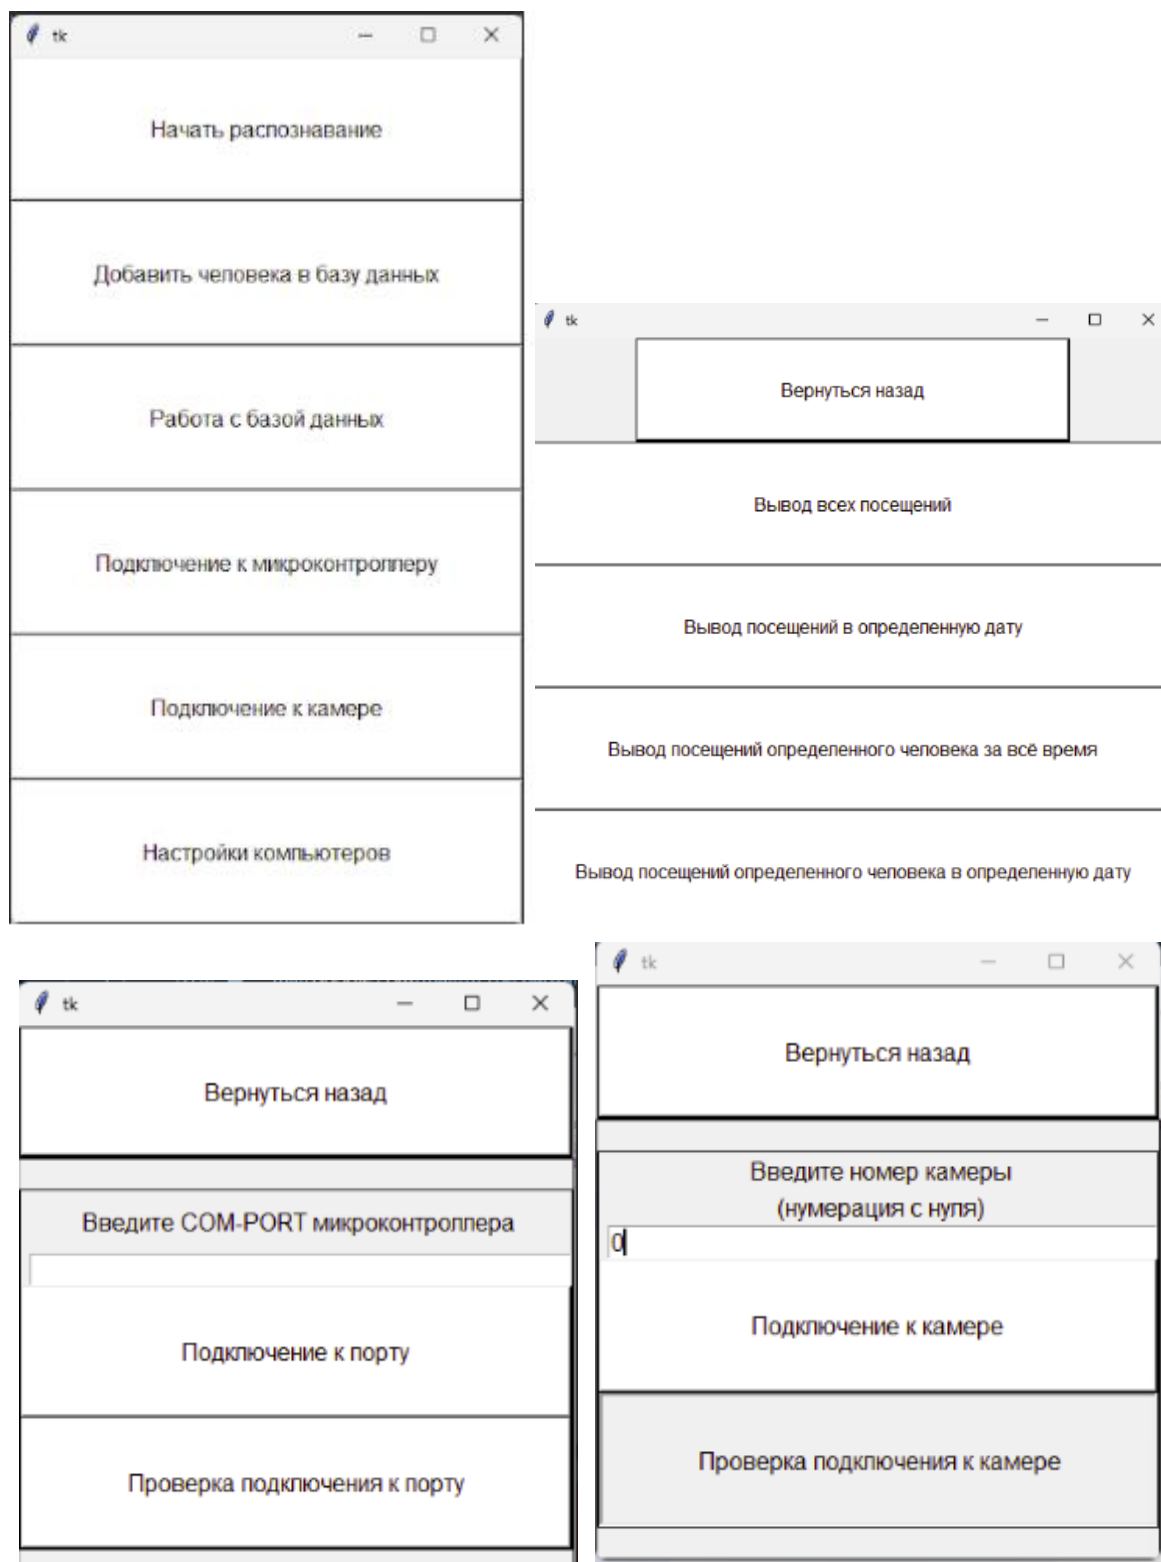 tk
Начать распознавание
Добавить человека в базу данных
Работа с базой данных
Подключение к микроконтроллеру
Подключение к камере
Настройки компьютеров
tk
Вернуться назад
Вывод всех посещений
Вывод посещений в определенную дату
Вывод посещений определенного человека за всё время
Вывод посещений определенного человека в определенную дату
tk
Вернуться назад
Введите COM-PORT микроконтроллера
Подключение к порту
Проверка подключения к порту
tk
Вернуться назад
Введите номер камеры
(нумерация с нуля)
0
Подключение к камере
Проверка подключения к камере